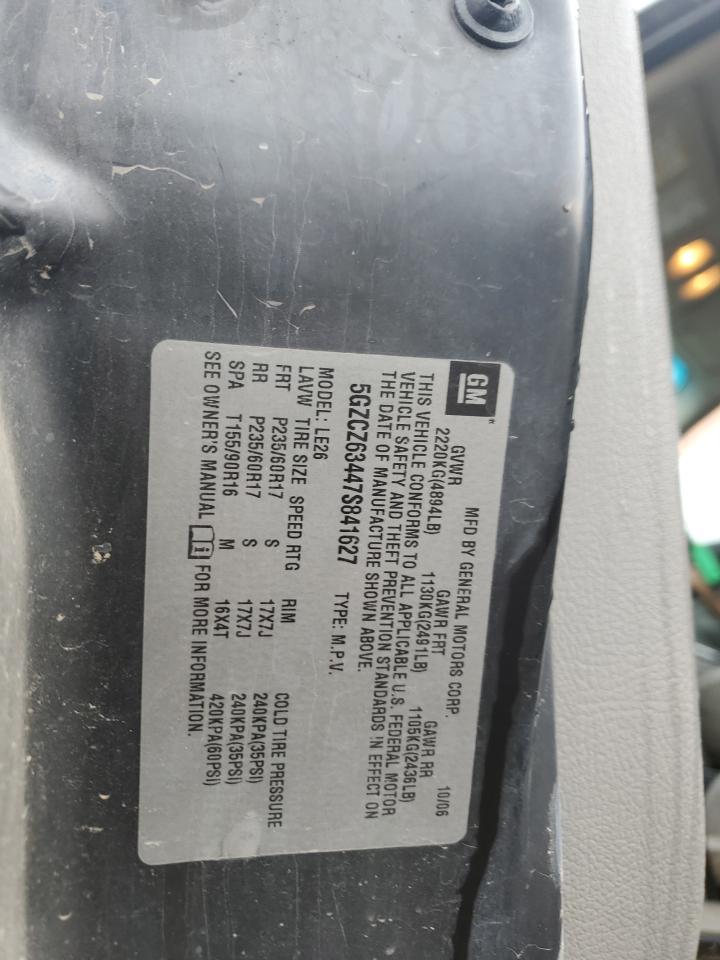 GM MFD BY GENERAL MOTORS CORP. 10/06
GVWR GAWR FRT GAWR RR
2220KG(4894LB) 1130KG(2491LB) 1105KG(2436LB)
THIS VEHICLE CONFORMS TO ALL APPLICABLE U.S. FEDERAL MOTOR
VEHICLE SAFETY AND THEFT PREVENTION STANDARDS IN EFFECT ON
THE DATE OF MANUFACTURE SHOWN ABOVE.
5GZCZ63447S841627 TYPE: M.P.V.
MODEL: LE26
LAVW TIRE SIZE SPEED RTG RIM COLD TIRE PRESSURE
FRT P235/60R17 S 17X7J 240KPA(35PSI)
RR P235/60R17 S 17X7J 240KPA(35PSI)
SPA T155/90R16 M 16X4T 420KPA(60PSI)
SEE OWNER'S MANUAL FOR MORE INFORMATION.